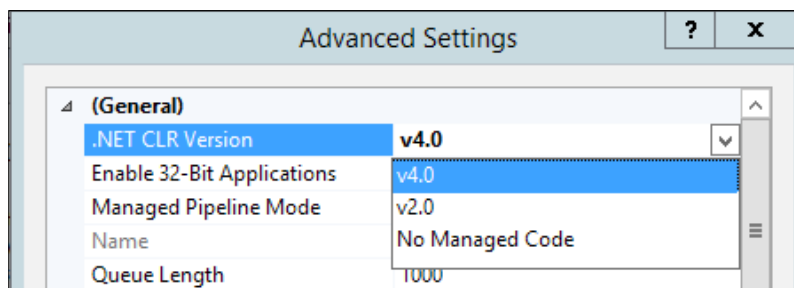 Advanced Settings ? x
(General)
.NET CLR Version v4.0
Enable 32-Bit Applications v4.0
Managed Pipeline Mode v2.0
Name No Managed Code
Queue Length 1000